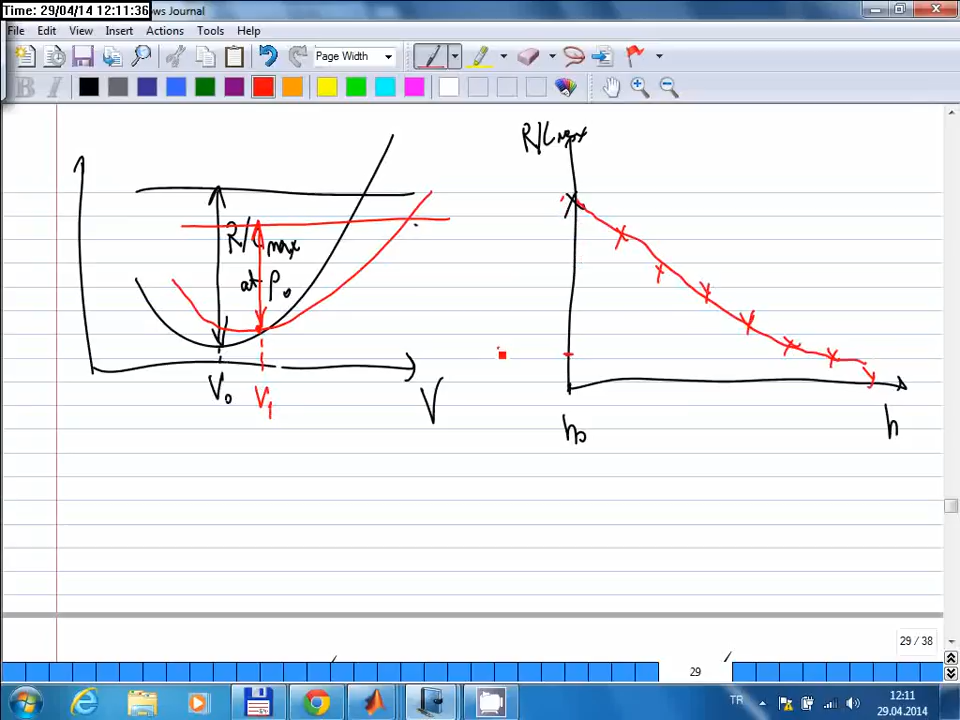 Time: 29/04/14 12:11:36
ws Journal
File Edit View Insert Actions Tools Help
Page Width
B I
R/Cmax
R/Cmax
at ρ0
V0
V1
V
h0
h
29 / 38
29
TR
12:11
29.04.2014